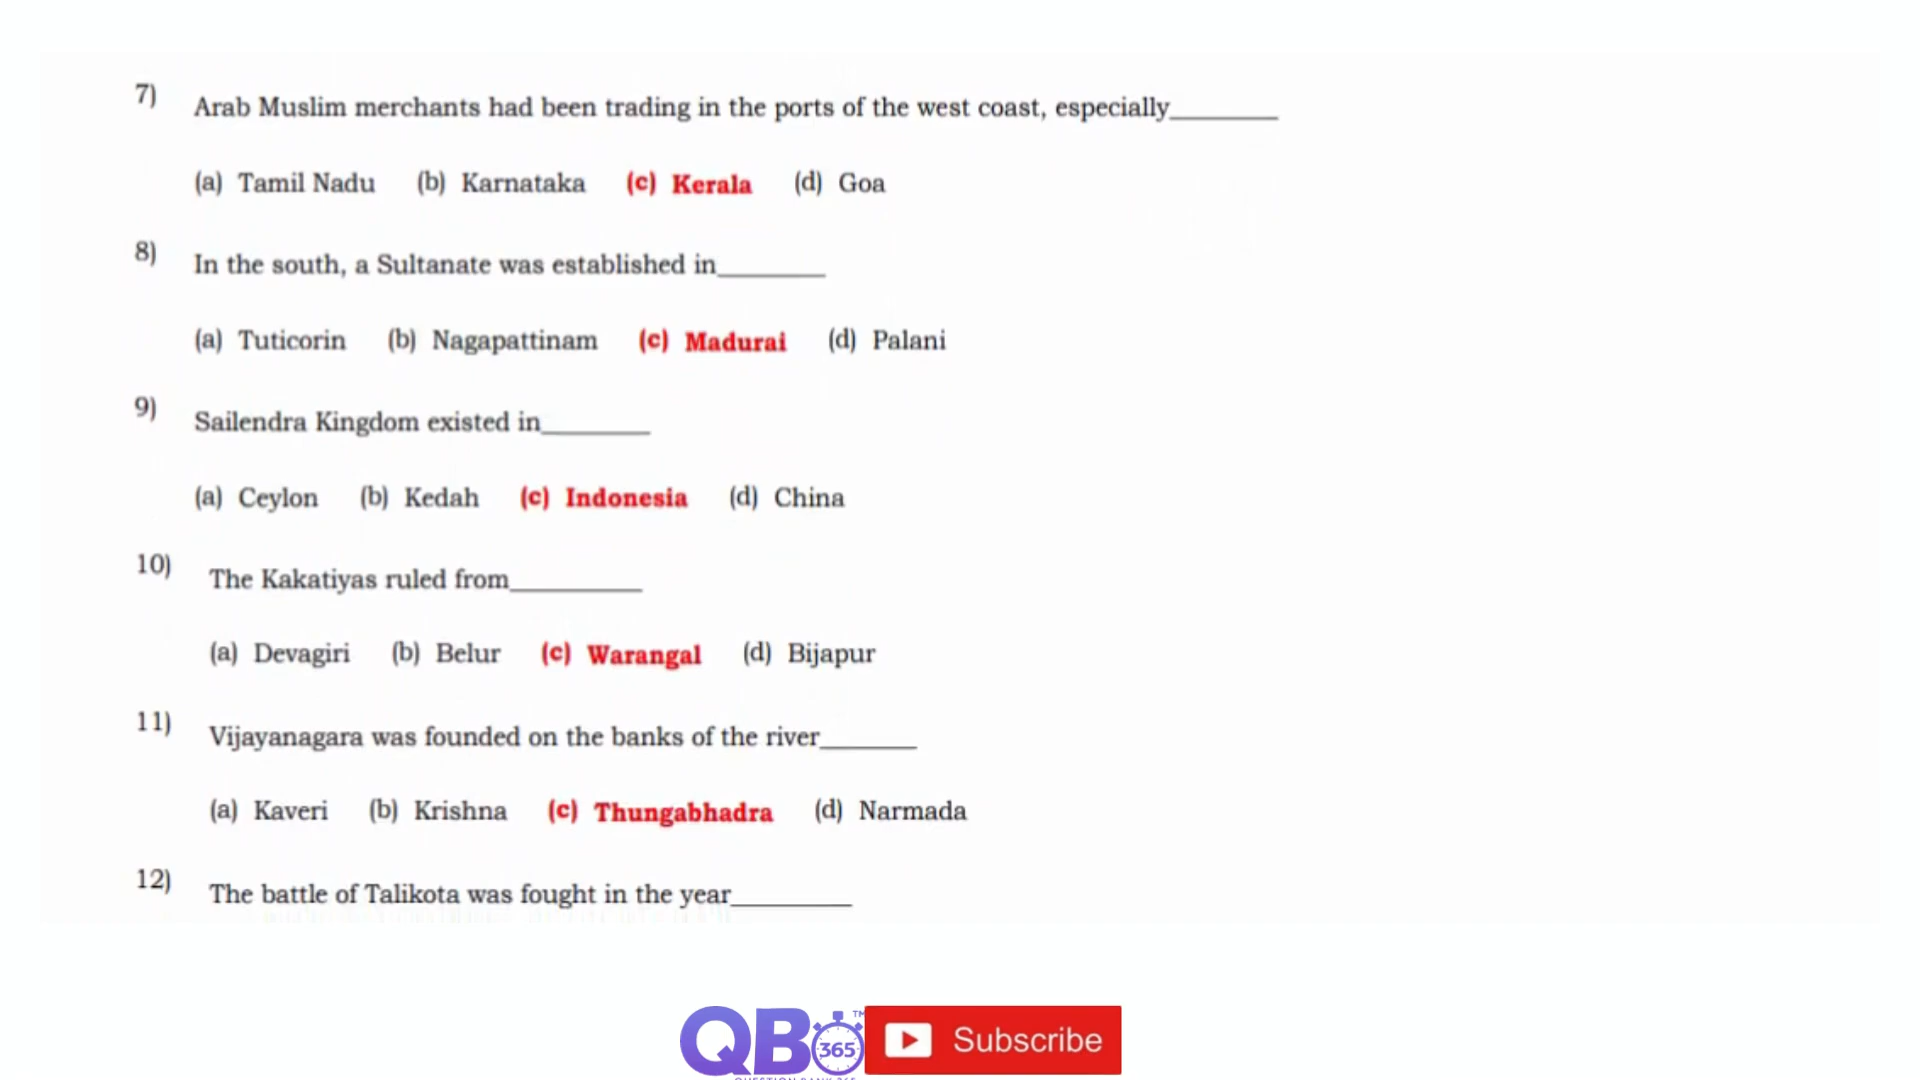 7) Arab Muslim merchants had been trading in the ports of the west coast, especially________
(a) Tamil Nadu (b) Karnataka (c) Kerala (d) Goa
8) In the south, a Sultanate was established in________
(a) Tuticorin (b) Nagapattinam (c) Madurai (d) Palani
9) Sailendra Kingdom existed in________
(a) Ceylon (b) Kedah (c) Indonesia (d) China
10) The Kakatiyas ruled from__________
(a) Devagiri (b) Belur (c) Warangal (d) Bijapur
11) Vijayanagara was founded on the banks of the river_______
(a) Kaveri (b) Krishna (c) Thungabhadra (d) Narmada
12) The battle of Talikota was fought in the year_________
QB 365 ™ Subscribe
QUESTION BANK 365